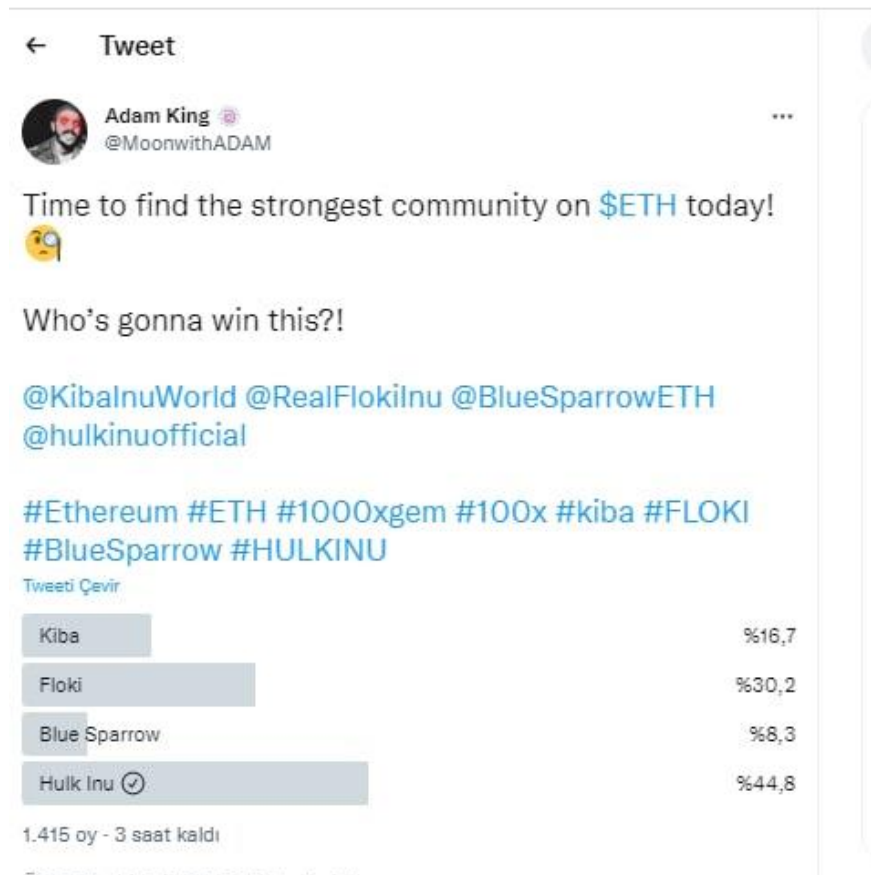 Tweet
Adam King
@MoonwithADAM
Time to find the strongest community on $ETH today!
Who's gonna win this?!
@KibaInuWorld @RealFlokiInu @BlueSparrowETH
@hulkinuofficial
#Ethereum #ETH #1000xgem #100x #kiba #FLOKI
#BlueSparrow #HULKINU
Tweeti Çevir
Kiba %16,7
Floki %30,2
Blue Sparrow %8,3
Hulk Inu %44,8
1.415 oy - 3 saat kaldı